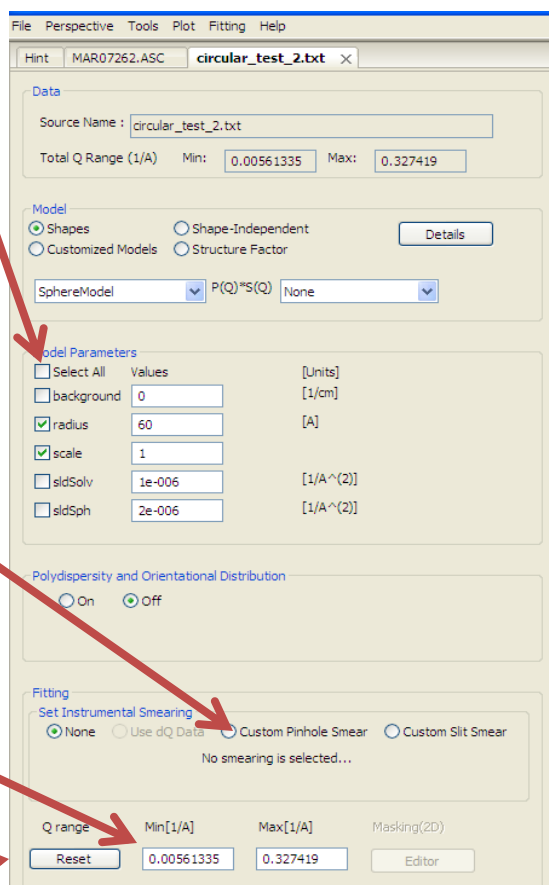 File Perspective Tools Plot Fitting Help
Hint MAR07262.ASC circular_test_2.txt
Data
Source Name : circular_test_2.txt
Total Q Range (1/A) Min: 0.00561335 Max: 0.327419
Model
Shapes Shape-Independent Details
Customized Models Structure Factor
SphereModel P(Q)*S(Q) None
Parameters
Select All Values [Units]
background 0 [1/cm]
radius 60 [A]
scale 1
sldSolv 1e-006 [1/A^(2)]
sldSph 2e-006 [1/A^(2)]
Polydispersity and Orientational Distribution
On Off
Fitting
Set Instrumental Smearing
None Use dQ Data Custom Pinhole Smear Custom Slit Smear
No smearing is selected...
Q range Min[1/A] Max[1/A] Masking(2D)
Reset 0.00561335 0.327419 Editor